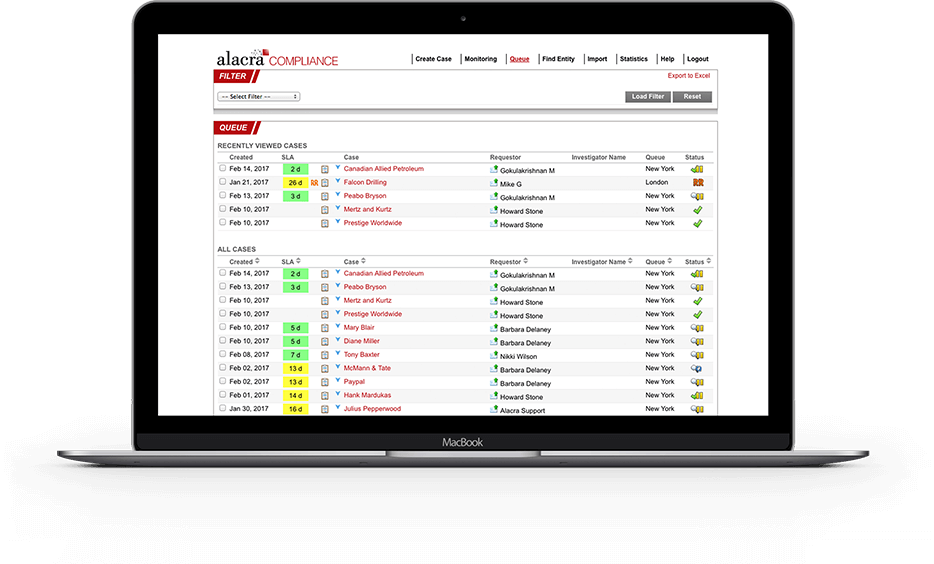 alacra COMPLIANCE
Create Case Monitoring Queue Find Entity Import Statistics Help Logout
FILTER
Export to Excel
-- Select Filter --
Load Filter Reset
QUEUE
RECENTLY VIEWED CASES
Created SLA Case Requestor Investigator Name Queue Status
Feb 14, 2017 2 d Canadian Allied Petroleum Gokulakrishnan M New York
Jan 21, 2017 26 d RR Falcon Drilling Mike G London RR
Feb 13, 2017 3 d Peabo Bryson Gokulakrishnan M New York
Feb 10, 2017 Mertz and Kurtz Howard Stone New York
Feb 10, 2017 Prestige Worldwide Howard Stone New York
ALL CASES
Created SLA Case Requestor Investigator Name Queue Status
Feb 14, 2017 2 d Canadian Allied Petroleum Gokulakrishnan M New York
Feb 13, 2017 3 d Peabo Bryson Gokulakrishnan M New York
Feb 10, 2017 Mertz and Kurtz Howard Stone New York
Feb 10, 2017 Prestige Worldwide Howard Stone New York
Feb 10, 2017 5 d Mary Blair Barbara Delaney New York
Feb 10, 2017 5 d Diane Miller Barbara Delaney New York
Feb 08, 2017 7 d Tony Baxter Nikki Wilson New York
Feb 02, 2017 13 d McMann & Tate Barbara Delaney New York
Feb 02, 2017 13 d Paypal Barbara Delaney New York
Feb 01, 2017 14 d Hank Mardukas Howard Stone New York
Jan 30, 2017 16 d Julius Pepperwood Alacra Support New York
MacBook